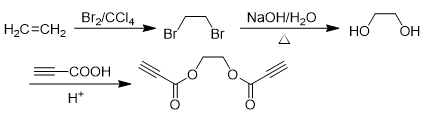 H₂C=CH₂ Br₂/CCl₄ Br Br NaOH/H₂O △ HO OH
COOH H⁺ O O O O